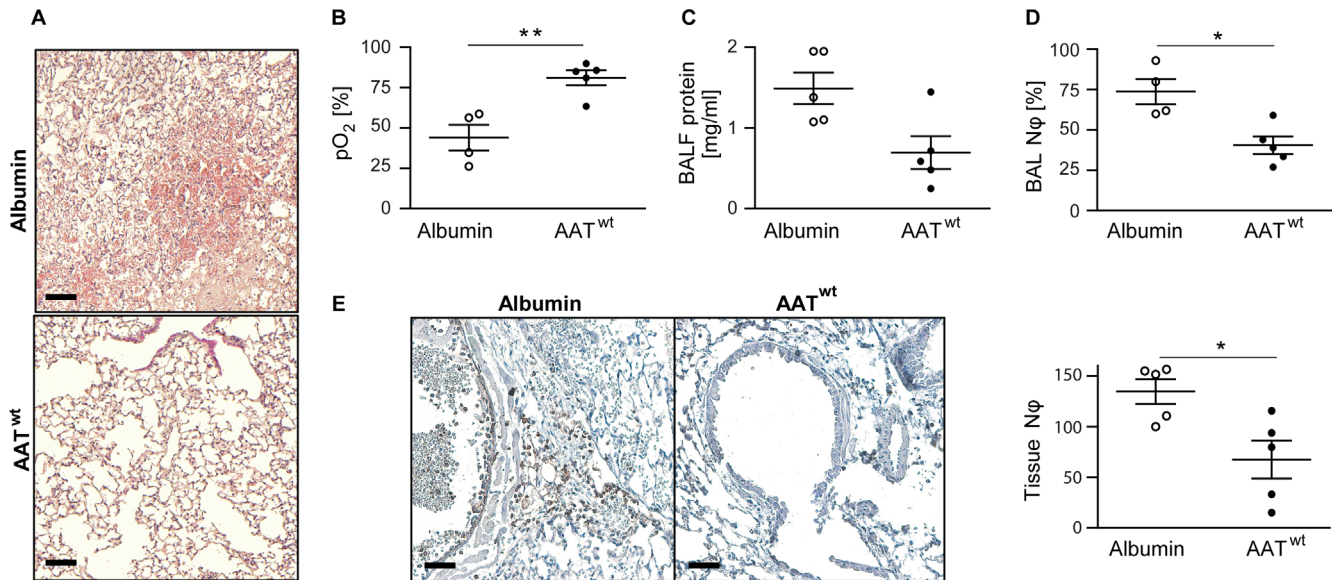 A
Albumin
AAT^wt
B
**
pO₂ [%]
100
75
50
25
0
Albumin
AAT^wt
C
BALF protein
[mg/ml]
2
1
0
Albumin
AAT^wt
D
*
BAL Nφ [%]
100
75
50
25
0
Albumin
AAT^wt
E
Albumin
AAT^wt
*
Tissue Nφ
150
100
50
0
Albumin
AAT^wt